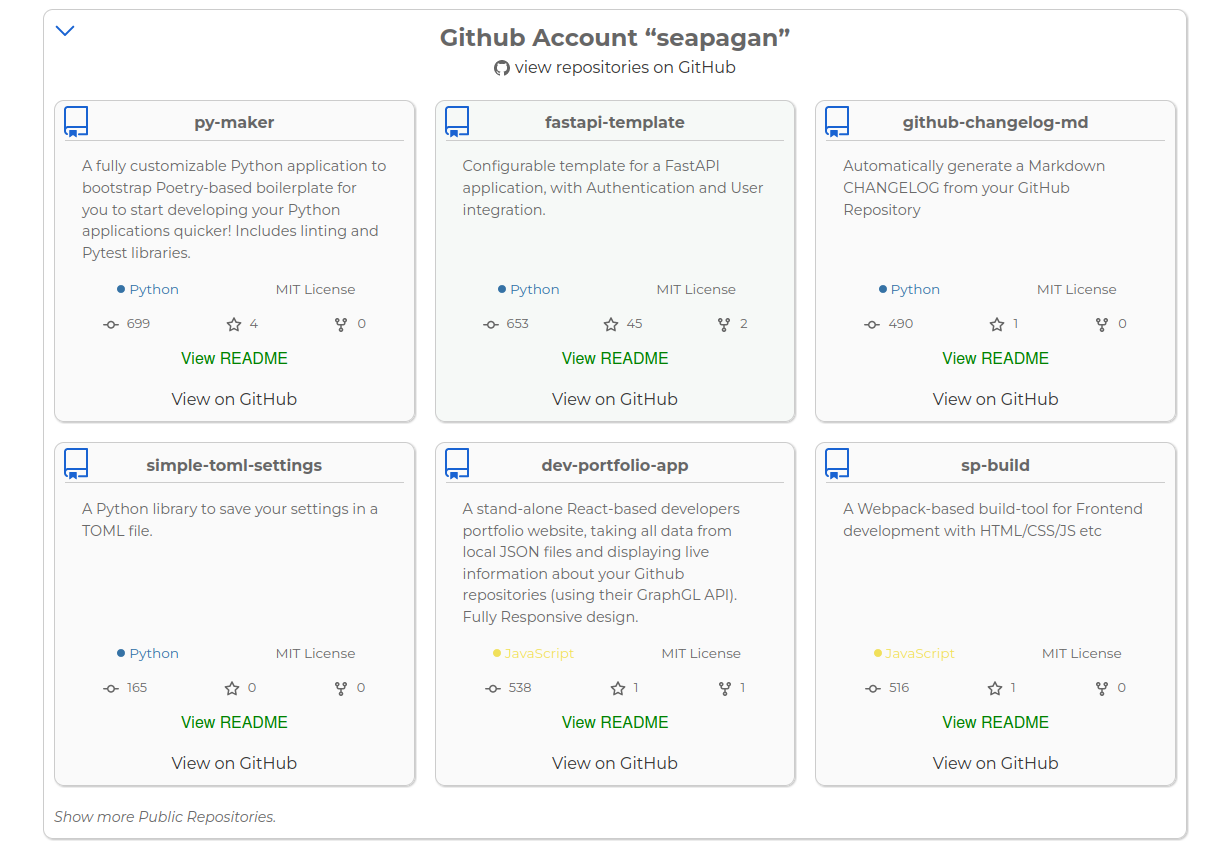 Github Account “seapagan”
view repositories on GitHub
py-maker
A fully customizable Python application to
bootstrap Poetry-based boilerplate for
you to start developing your Python
applications quicker! Includes linting and
Pytest libraries.
Python MIT License
699 4 0
View README
View on GitHub
fastapi-template
Configurable template for a FastAPI
application, with Authentication and User
integration.
Python MIT License
653 45 2
View README
View on GitHub
github-changelog-md
Automatically generate a Markdown
CHANGELOG from your GitHub
Repository
Python MIT License
490 1 0
View README
View on GitHub
simple-toml-settings
A Python library to save your settings in a
TOML file.
Python MIT License
165 0 0
View README
View on GitHub
dev-portfolio-app
A stand-alone React-based developers
portfolio website, taking all data from
local JSON files and displaying live
information about your Github
repositories (using their GraphGL API).
Fully Responsive design.
JavaScript MIT License
538 1 1
View README
View on GitHub
sp-build
A Webpack-based build-tool for Frontend
development with HTML/CSS/JS etc
JavaScript MIT License
516 1 0
View README
View on GitHub
Show more Public Repositories.